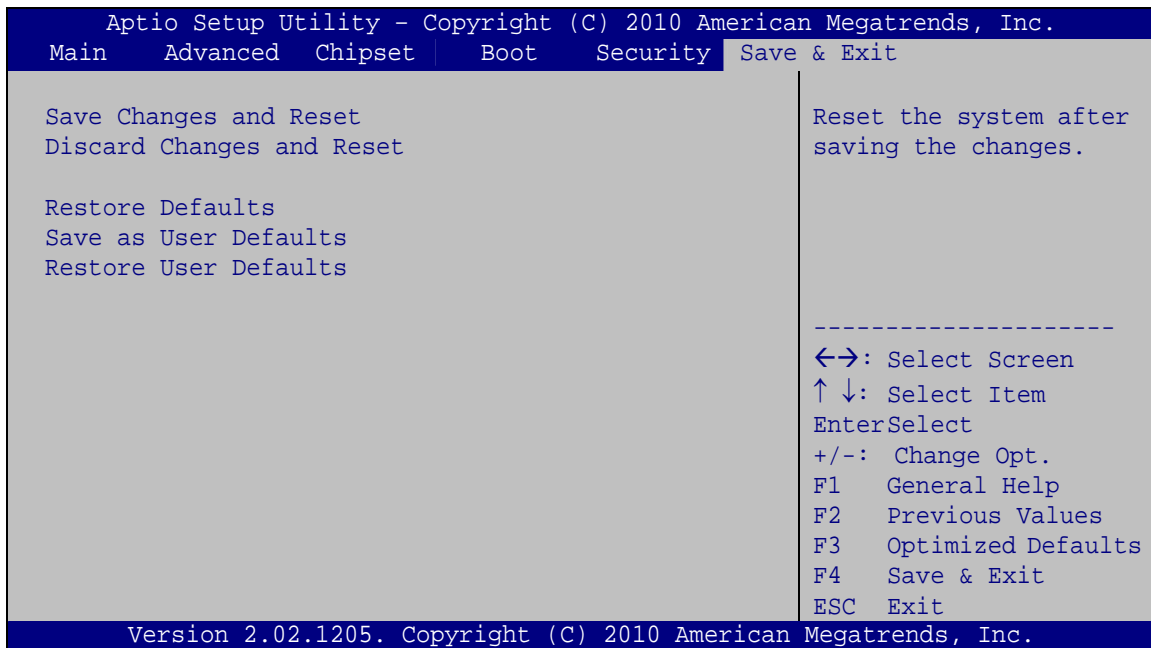 Aptio Setup Utility – Copyright (C) 2010 American Megatrends, Inc.
Main Advanced Chipset Boot Security Save & Exit
Save Changes and Reset
Discard Changes and Reset
Restore Defaults
Save as User Defaults
Restore User Defaults
Reset the system after
saving the changes.
---------------------
←→: Select Screen
↑ ↓: Select Item
EnterSelect
+/-: Change Opt.
F1 General Help
F2 Previous Values
F3 Optimized Defaults
F4 Save & Exit
ESC Exit
Version 2.02.1205. Copyright (C) 2010 American Megatrends, Inc.